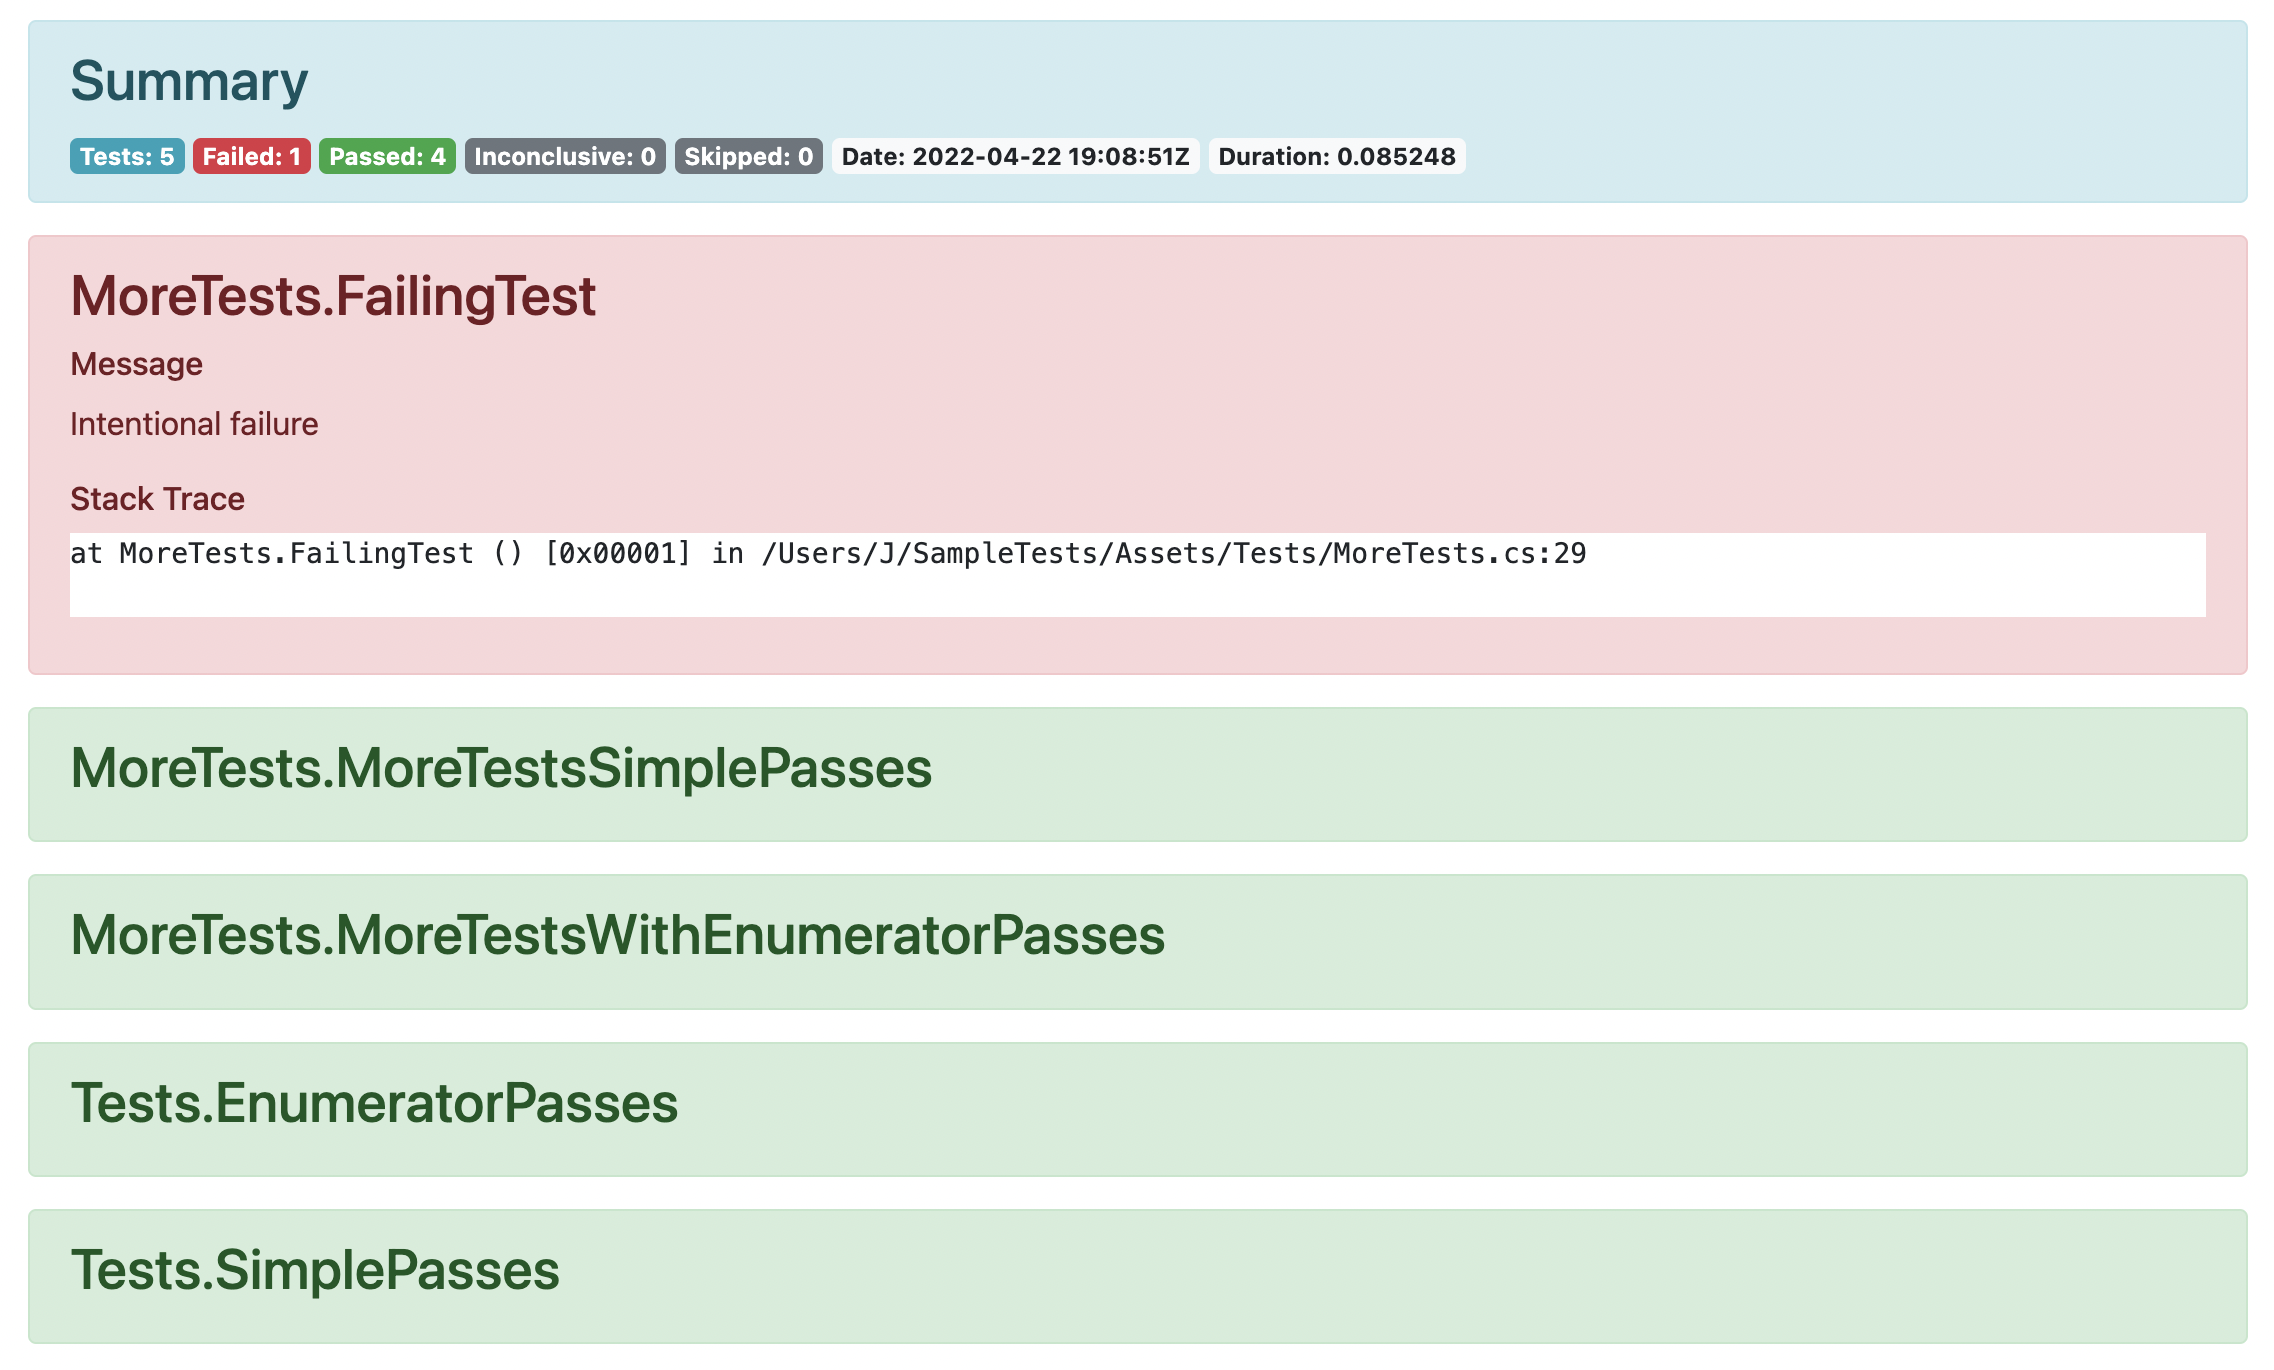 Summary
Tests: 5 Failed: 1 Passed: 4 Inconclusive: 0 Skipped: 0 Date: 2022-04-22 19:08:51Z Duration: 0.085248
MoreTests.FailingTest
Message
Intentional failure
Stack Trace
at MoreTests.FailingTest () [0x00001] in /Users/J/SampleTests/Assets/Tests/MoreTests.cs:29
MoreTests.MoreTestsSimplePasses
MoreTests.MoreTestsWithEnumeratorPasses
Tests.EnumeratorPasses
Tests.SimplePasses